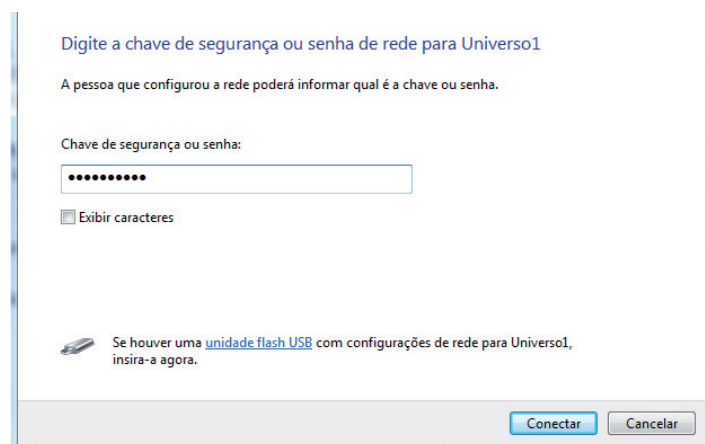 Digite a chave de segurança ou senha de rede para Universo1
A pessoa que configurou a rede poderá informar qual é a chave ou senha.
Chave de segurança ou senha:
••••••••••
Exibir caracteres
Se houver uma unidade flash USB com configurações de rede para Universo1,
insira-a agora.
Conectar
Cancelar